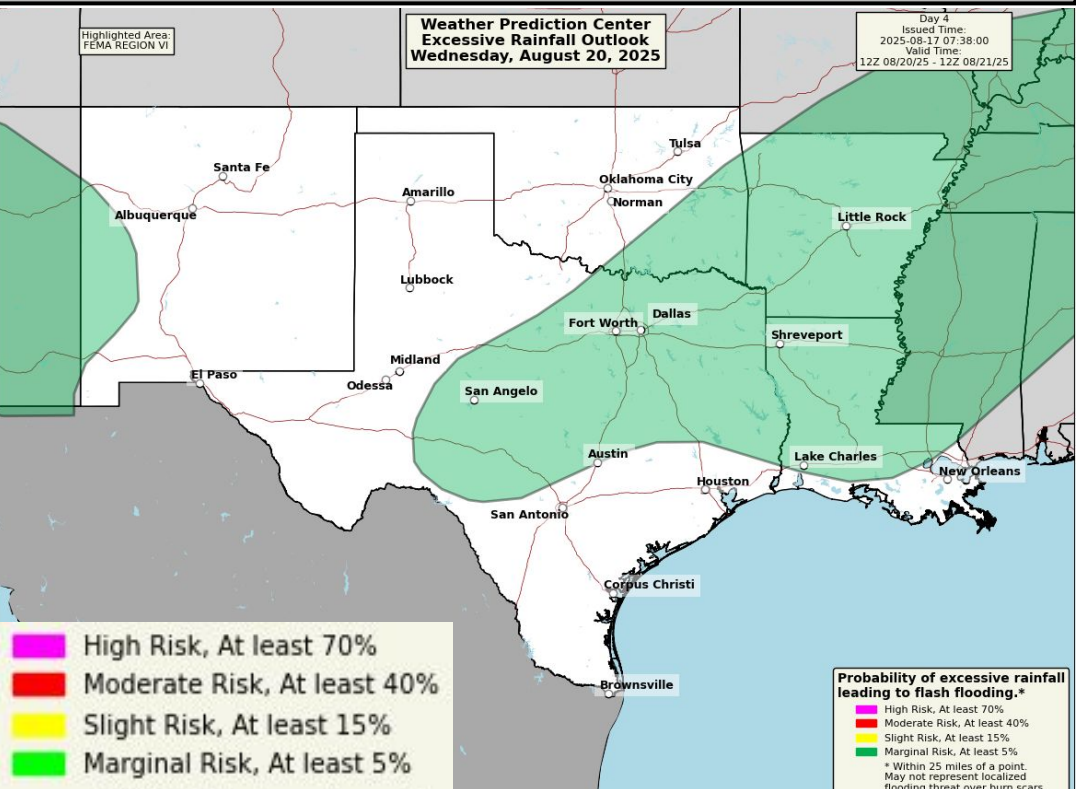 Highlighted Area:
FEMA REGION VI
Weather Prediction Center
Excessive Rainfall Outlook
Wednesday, August 20, 2025
Day 4
Issued Time:
2025-08-17 07:38:00
Valid Time:
12Z 08/20/25 - 12Z 08/21/25
Tulsa
Santa Fe
Oklahoma City
Amarillo
Norman
Albuquerque
Little Rock
Lubbock
Dallas
Fort Worth
Shreveport
Midland
El Paso
Odessa
San Angelo
Austin
Lake Charles
New Orleans
Houston
San Antonio
Corpus Christi
Brownsville
High Risk, At least 70%
Moderate Risk, At least 40%
Slight Risk, At least 15%
Marginal Risk, At least 5%
Probability of excessive rainfall
leading to flash flooding.*
High Risk, At least 70%
Moderate Risk, At least 40%
Slight Risk, At least 15%
Marginal Risk, At least 5%
* Within 25 miles of a point.
May not represent localized
flooding threat over burn scars